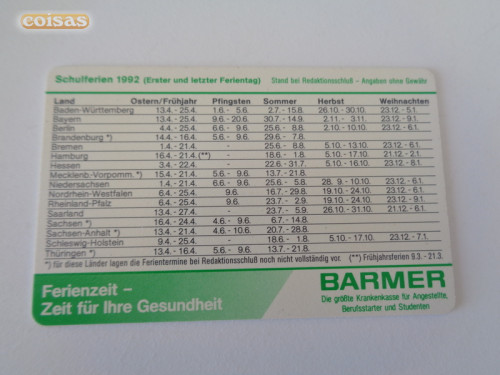 coisas
Schulferien 1992 (Erster und letzter Ferientag) Stand bei Redaktionsschluß – Angaben ohne Gewähr
Land Ostern/Frühjahr Pfingsten Sommer Herbst Weihnachten
Baden-Württemberg 13.4. - 25.4. 1.6. - 5.6. 2.7. - 15.8. 26.10. - 30.10. 23.12. - 5.1.
Bayern 13.4. - 25.4. 9.6. - 20.6. 30.7. - 14.9. 2.11. - 3.11. 23.12. - 9.1.
Berlin 4.4. - 25.4. 6.6. - 9.6. 25.6. - 8.8. 2.10. - 10.10. 23.12. - 6.1.
Brandenburg *) 14.4. - 16.4. 5.6. - 9.6. 29.6. - 7.8.
Bremen 1.4. - 21.4. - 25.6. - 8.8. 5.10. - 13.10. 23.12. - 6.1.
Hamburg 16.4. - 21.4. (**) - 18.6. - 1.8. 5.10. - 17.10. 21.12. - 2.1.
Hessen 3.4. - 22.4. - 22.6. - 31.7. 5.10. - 16.10. 23.12. - 8.1.
Mecklenb.-Vorpomm. *) 15.4. - 21.4. 5.6. - 9.6. 13.7. - 21.8.
Niedersachsen 1.4. - 21.4. 6.6. - 9.6. 25.6. - 5.8. 28. 9. - 10.10. 23.12. - 6.1.
Nordrhein-Westfalen 6.4. - 25.4. 9.6. 16.7. - 29.8. 19.10. - 24.10. 23.12. - 6.1.
Rheinland-Pfalz 6.4. - 25.4. 9.6. 23.7. - 2.9. 19.10. - 24.10. 23.12. - 9.1.
Saarland 13.4. - 27.4. - 23.7. - 5.9. 26.10. - 31.10. 21.12. - 6.1.
Sachsen *) 16.4. - 24.4. 4.6. - 9.6. 6.7. - 14.8.
Sachsen-Anhalt *) 13.4. - 21.4. 4.6. - 10.6. 20.7. - 28.8.
Schleswig-Holstein 9.4. - 25.4. - 18.6. - 1.8. 5.10. - 17.10. 23.12. - 7.1.
Thüringen *) 13.4. - 16.4. 5.6. - 9.6. 13.7. - 21.8.
*) für diese Länder lagen die Ferientermine bei Redaktionsschluß noch nicht vollständig vor. (**) Frühjahrsferien 9.3. - 21.3.
Ferienzeit –
Zeit für Ihre Gesundheit
BARMER
Die größte Krankenkasse für Angestellte,
Berufsstarter und Studenten